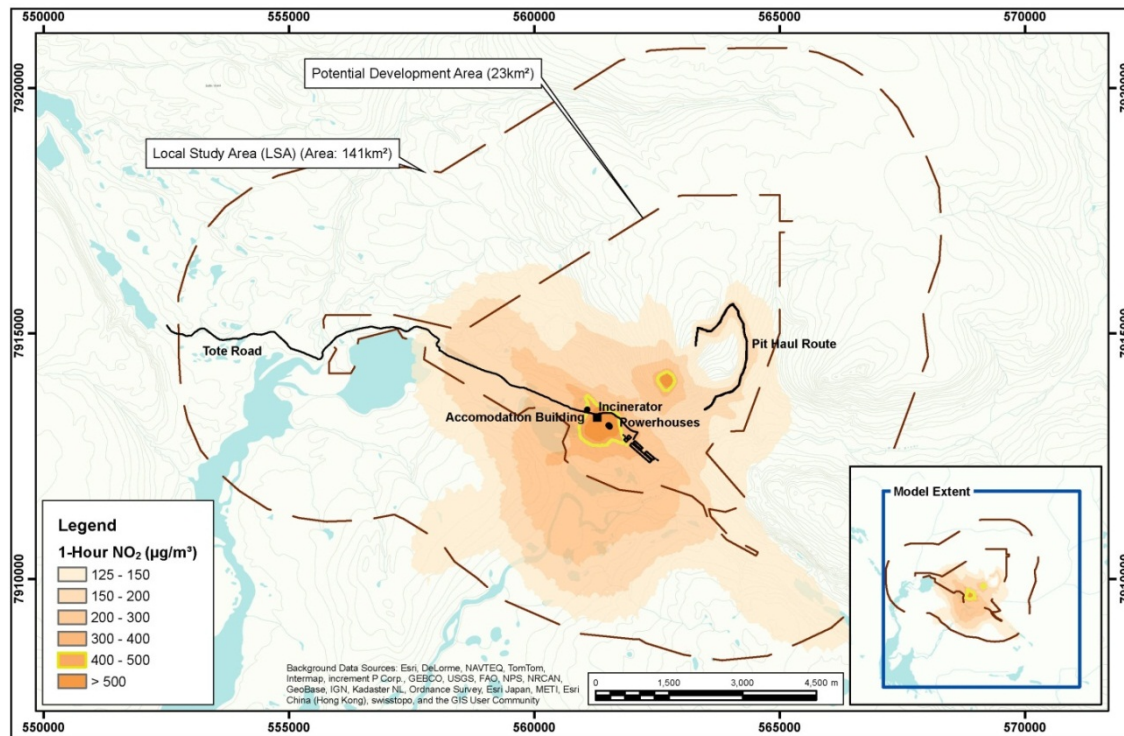 550000
555000
560000
565000
570000
Potential Development Area (23km²)
Local Study Area (LSA) (Area: 141km²)
7920000
7920000
7915000
7915000
7910000
7910000
Tote Road
Pit Haul Route
Incinerator
Accomodation Building
Powerhouses
Legend
1-Hour NO₂ (µg/m³)
125 - 150
150 - 200
200 - 300
300 - 400
400 - 500
> 500
Background Data Sources: Esri, DeLorme, NAVTEQ, TomTom,
Intermap, increment P Corp., GEBCO, USGS, FAO, NPS, NRCAN,
GeoBase, IGN, Kadaster NL, Ordnance Survey, Esri Japan, METI, Esri
China (Hong Kong), swisstopo, and the GIS User Community
0 1,500 3,000 4,500 m
Model Extent
550000
555000
560000
565000
570000